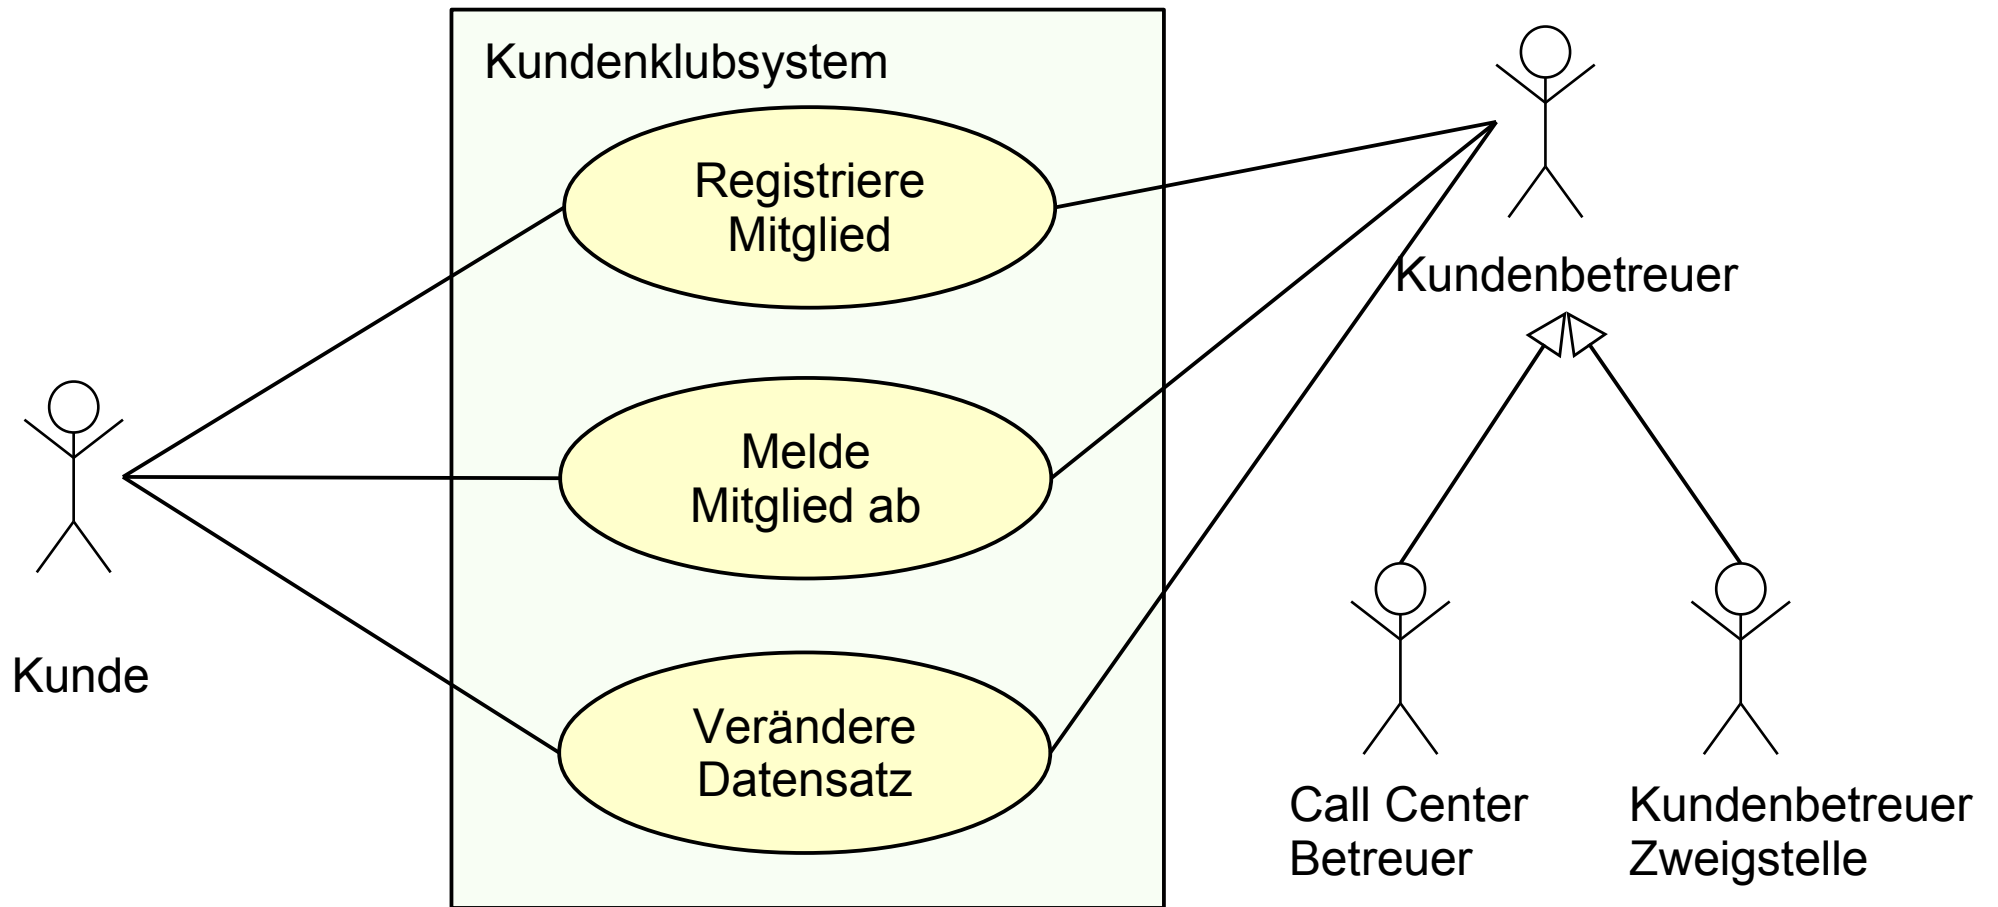 Kundenklubsystem
Registriere
Mitglied
Kundenbetreuer
Melde
Mitglied ab
Kunde
Verändere
Datensatz
Call Center
Betreuer
Kundenbetreuer
Zweigstelle